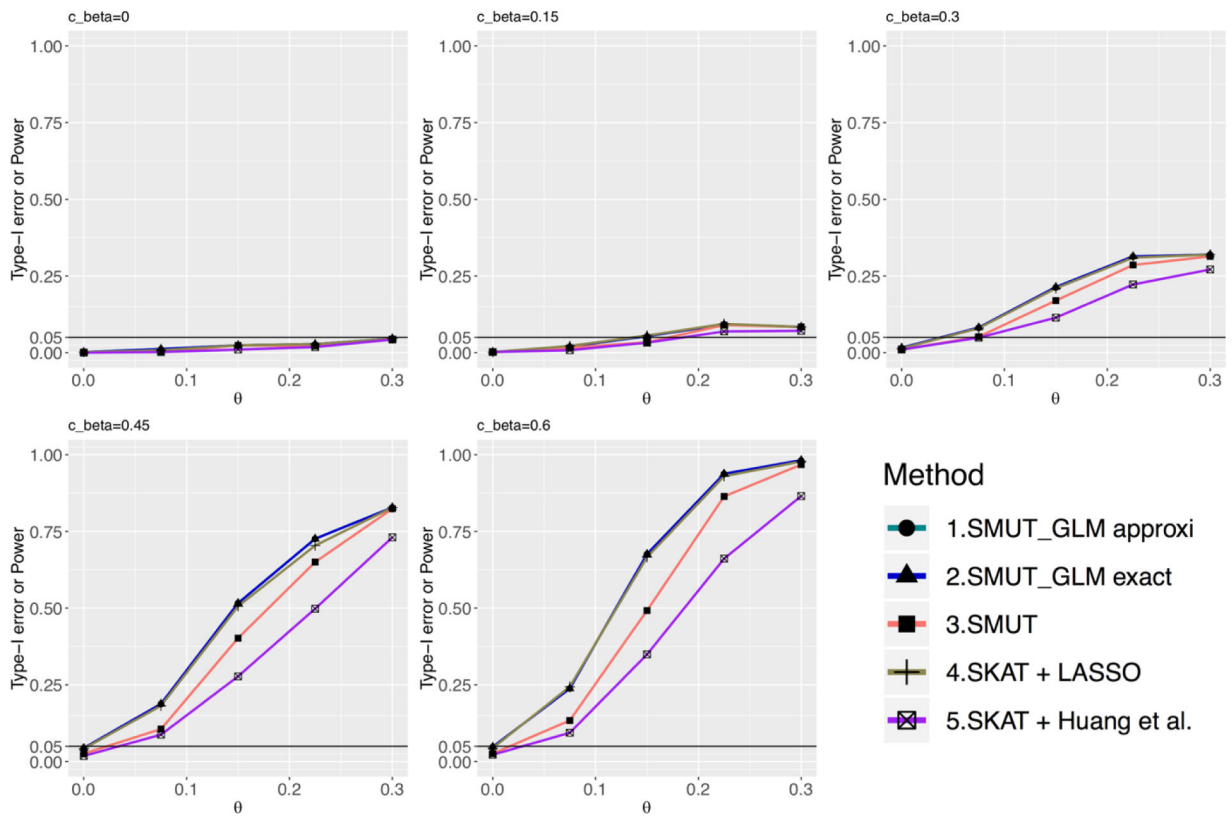 c_beta=0
Type−I error or Power
1.00
0.75
0.50
0.25
0.05
0.00
0.0 0.1 0.2 0.3
θ
c_beta=0.15
Type−I error or Power
1.00
0.75
0.50
0.25
0.05
0.00
0.0 0.1 0.2 0.3
θ
c_beta=0.3
Type−I error or Power
1.00
0.75
0.50
0.25
0.05
0.00
0.0 0.1 0.2 0.3
θ
c_beta=0.45
Type−I error or Power
1.00
0.75
0.50
0.25
0.05
0.00
0.0 0.1 0.2 0.3
θ
c_beta=0.6
Type−I error or Power
1.00
0.75
0.50
0.25
0.05
0.00
0.0 0.1 0.2 0.3
θ
Method
1.SMUT_GLM approxi
2.SMUT_GLM exact
3.SMUT
4.SKAT + LASSO
5.SKAT + Huang et al.